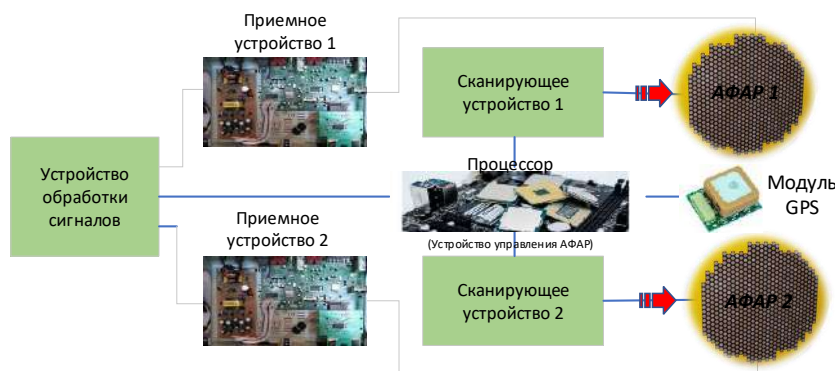 Приемное
устройство 1
Сканирующее
устройство 1
АФАР 1
Устройство
обработки
сигналов
Процессор
Модуль
GPS
Приемное
устройство 2
(Устройство управления АФАР)
Сканирующее
устройство 2
АФАР 2